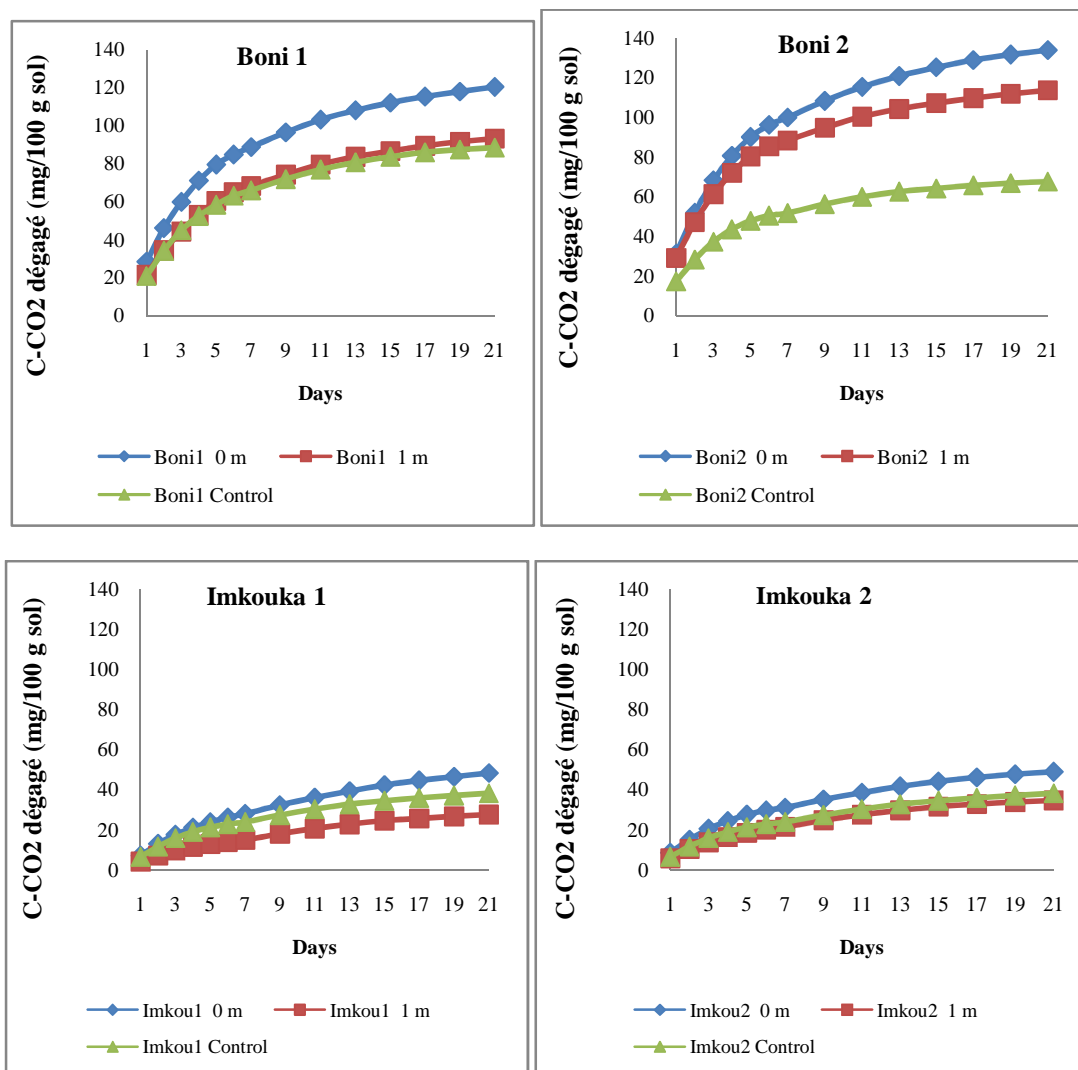 Boni 1
C-CO2 dégagé (mg/100 g sol)
140
120
100
80
60
40
20
0
1 3 5 7 9 11 13 15 17 19 21
Days
Boni1 0 m
Boni1 1 m
Boni1 Control
Boni 2
C-CO2 dégagé (mg/100 g sol)
140
120
100
80
60
40
20
0
1 3 5 7 9 11 13 15 17 19 21
Days
Boni2 0 m
Boni2 1 m
Boni2 Control
Imkouka 1
C-CO2 dégagé (mg/100 g sol)
140
120
100
80
60
40
20
0
1 3 5 7 9 11 13 15 17 19 21
Days
Imkou1 0 m
Imkou1 1 m
Imkou1 Control
Imkouka 2
C-CO2 dégagé (mg/100 g sol)
140
120
100
80
60
40
20
0
1 3 5 7 9 11 13 15 17 19 21
Days
Imkou2 0 m
Imkou2 1 m
Imkou2 Control